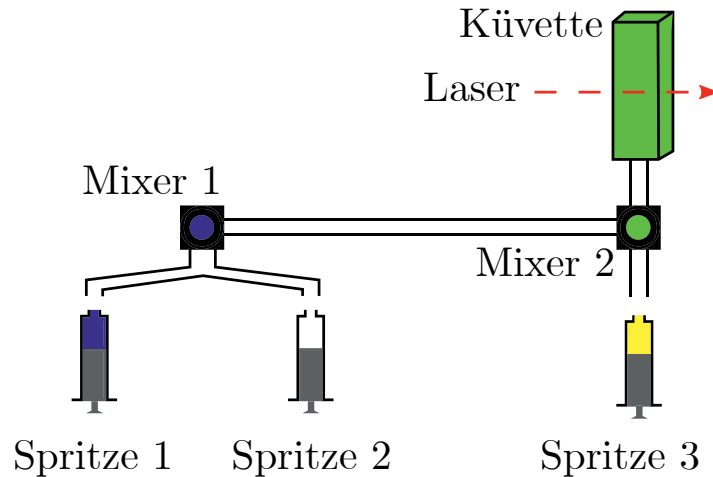 Küvette
Laser
Mixer 1
Mixer 2
Spritze 1
Spritze 2
Spritze 3